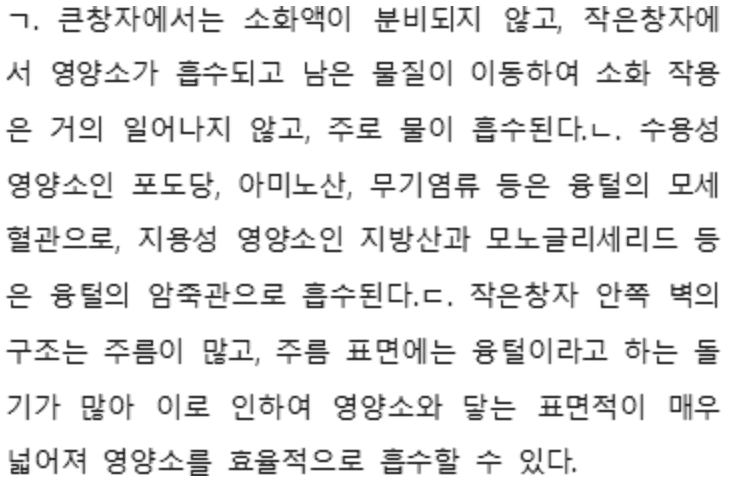 ㄱ. 큰창자에서는 소화액이 분비되지 않고, 작은창자에
서 영양소가 흡수되고 남은 물질이 이동하여 소화 작용
은 거의 일어나지 않고, 주로 물이 흡수된다.ㄴ. 수용성
영양소인 포도당, 아미노산, 무기염류 등은 융털의 모세
혈관으로, 지용성 영양소인 지방산과 모노글리세리드 등
은 융털의 암죽관으로 흡수된다.ㄷ. 작은창자 안쪽 벽의
구조는 주름이 많고, 주름 표면에는 융털이라고 하는 돌
기가 많아 이로 인하여 영양소와 닿는 표면적이 매우
넓어져 영양소를 효율적으로 흡수할 수 있다.